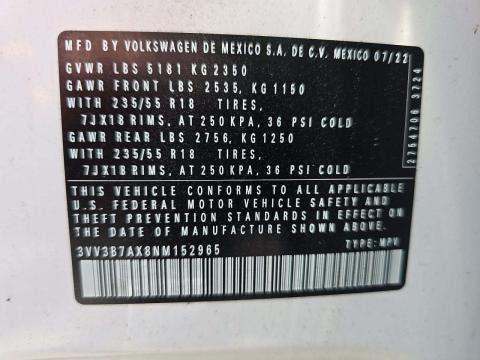 MFD BY VOLKSWAGEN DE MEXICO S.A. DE C.V. MEXICO 07/22
GVWR LBS 5181 KG 2350
GAWR FRONT LBS 2535, KG 1150
WITH 235/55 R18 TIRES,
7JX18 RIMS, AT 250 KPA, 36 PSI COLD
GAWR REAR LBS 2756, KG 1250
WITH 235/55 R18 TIRES,
7JX18 RIMS, AT 250 KPA, 36 PSI COLD
THIS VEHICLE CONFORMS TO ALL APPLICABLE
U.S. FEDERAL MOTOR VEHICLE SAFETY AND
THEFT PREVENTION STANDARDS IN EFFECT ON
THE DATE OF MANUFACTURE SHOWN ABOVE.
3VV3B7AX8NM152965 TYPE: MPV
2754706 3724